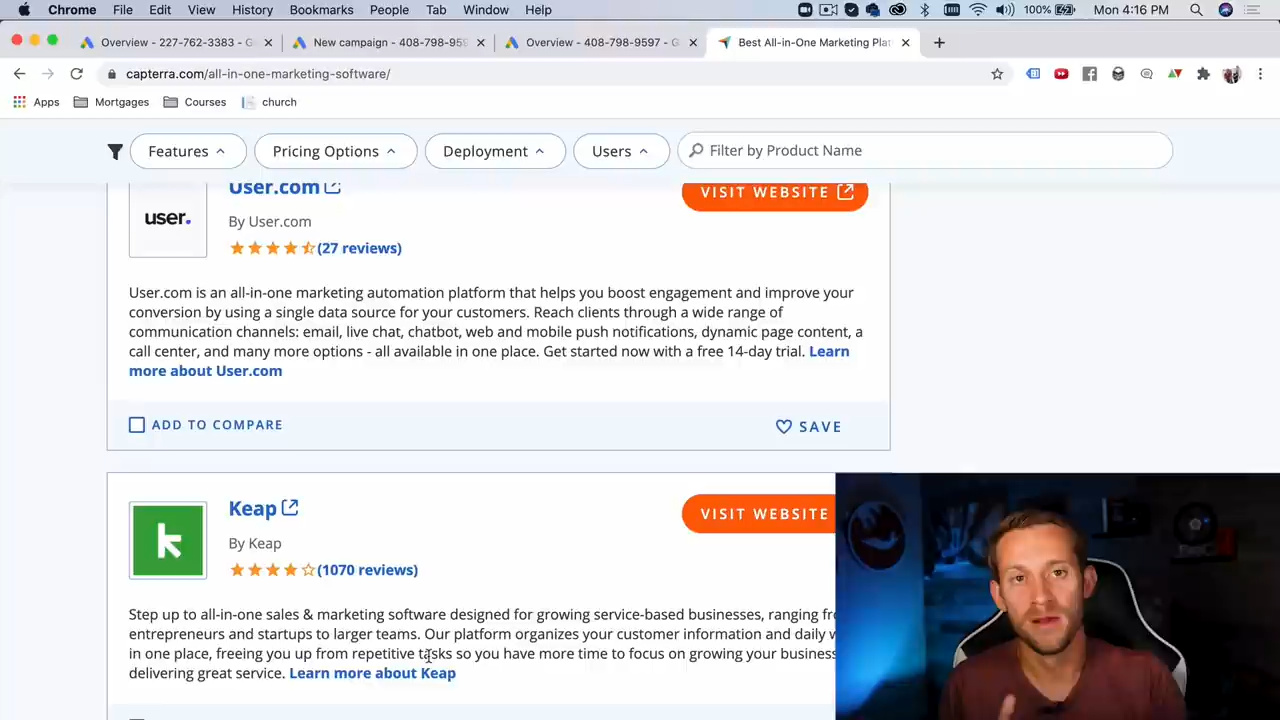 Chrome File Edit View History Bookmarks People Tab Window Help 100% Mon 4:16 PM
Overview - 227-762-3383 - G
New campaign - 408-798-959
Overview - 408-798-9597 - G
Best All-in-One Marketing Plat
capterra.com/all-in-one-marketing-software/
Apps Mortgages Courses church
Features Pricing Options Deployment Users Filter by Product Name
User.com VISIT WEBSITE
user.
By User.com
(27 reviews)
User.com is an all-in-one marketing automation platform that helps you boost engagement and improve your
conversion by using a single data source for your customers. Reach clients through a wide range of
communication channels: email, live chat, chatbot, web and mobile push notifications, dynamic page content, a
call center, and many more options - all available in one place. Get started now with a free 14-day trial. Learn
more about User.com
ADD TO COMPARE SAVE
Keap VISIT WEBSITE
k
By Keap
(1070 reviews)
Step up to all-in-one sales & marketing software designed for growing service-based businesses, ranging fr
entrepreneurs and startups to larger teams. Our platform organizes your customer information and daily w
in one place, freeing you up from repetitive tasks so you have more time to focus on growing your business
delivering great service. Learn more about Keap